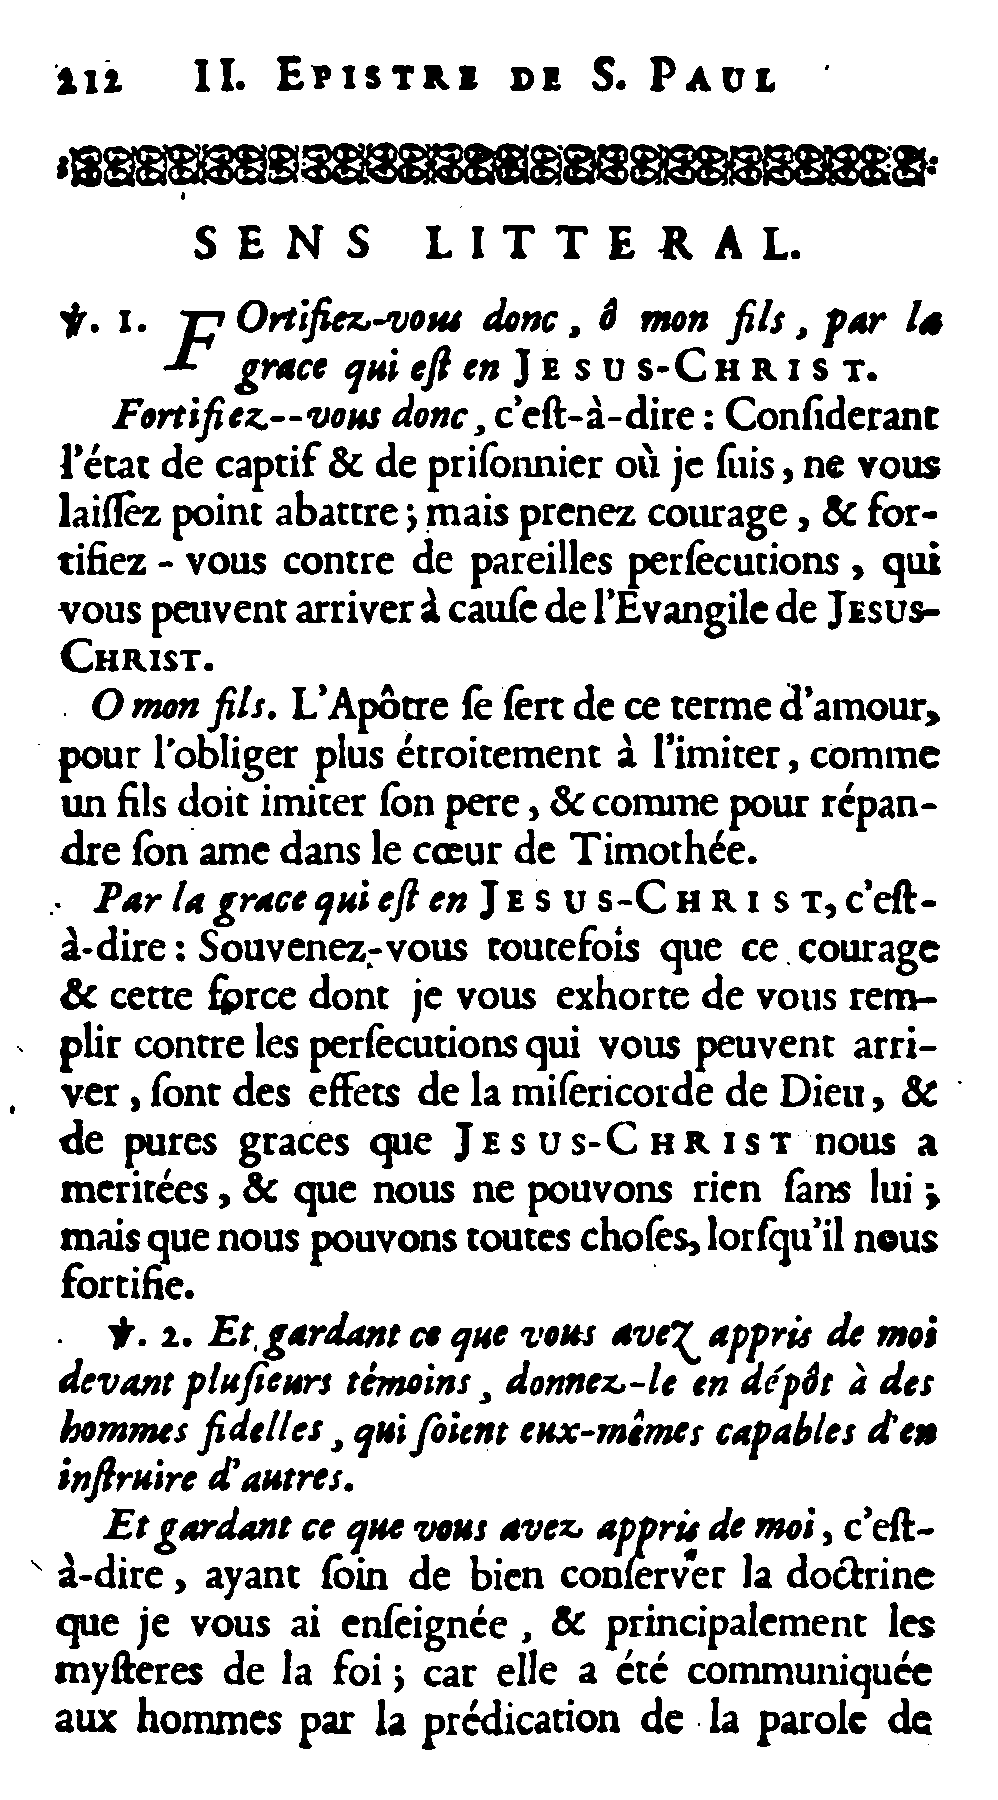 212 II. EPISTRE DE S. PAUL
SENS LITTERAL.
℣. 1. FOrtifiez-vous donc, ô mon fils, par la
grace qui eſt en JESUS-CHRIST.
Fortifiez--vous donc, c'eſt-à-dire : Conſiderant
l'état de captif & de priſonnier où je ſuis, ne vous
laiſſez point abattre ; mais prenez courage, & for-
tifiez - vous contre de pareilles perſecutions, qui
vous peuvent arriver à cauſe de l'Evangile de JESUS-
CHRIST.
O mon fils. L'Apôtre ſe ſert de ce terme d'amour,
pour l'obliger plus étroitement à l'imiter, comme
un fils doit imiter ſon pere, & comme pour répan-
dre ſon ame dans le cœur de Timothée.
Par la grace qui eſt en JESUS-CHRIST, c'eſt-
à-dire : Souvenez-vous toutefois que ce courage
& cette force dont je vous exhorte de vous rem-
plir contre les perſecutions qui vous peuvent arri-
ver, ſont des effets de la miſericorde de Dieu, &
de pures graces que JESUS-CHRIST nous a
meritées, & que nous ne pouvons rien ſans lui ;
mais que nous pouvons toutes choſes, lorſqu'il nous
fortifie.
℣. 2. Et gardant ce que vous avez appris de moi
devant pluſieurs témoins, donnez-le en dépôt à des
hommes fidelles, qui ſoient eux-mêmes capables d'en
inſtruire d'autres.
Et gardant ce que vous avez appris de moi, c'eſt-
à-dire, ayant ſoin de bien conſerver la doctrine
que je vous ai enſeignée, & principalement les
myſteres de la foi ; car elle a été communiquée
aux hommes par la prédication de la parole de